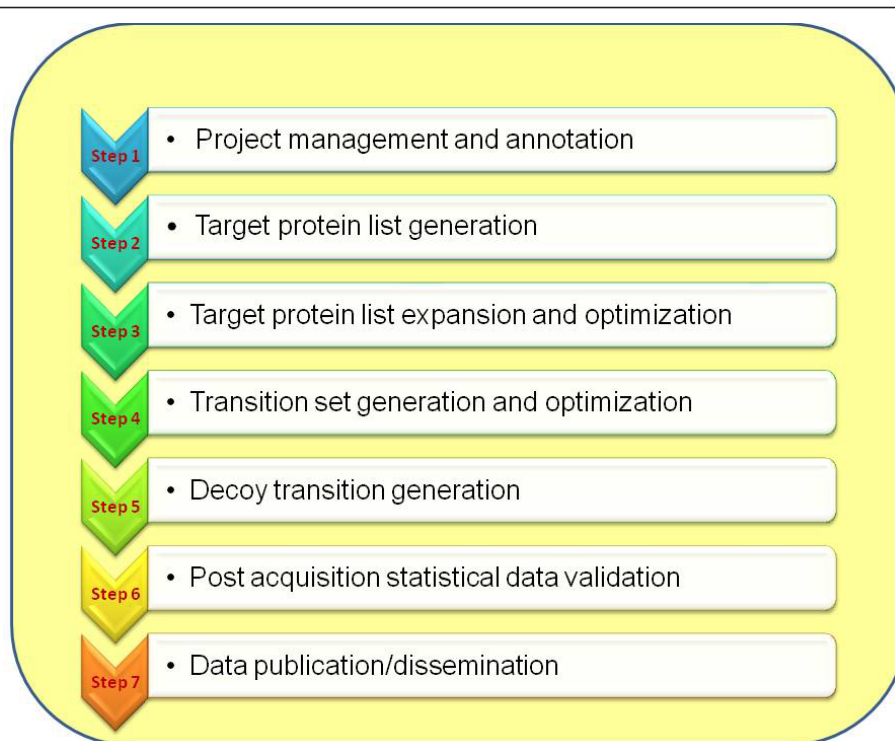 Step 1 • Project management and annotation
Step 2 • Target protein list generation
Step 3 • Target protein list expansion and optimization
Step 4 • Transition set generation and optimization
Step 5 • Decoy transition generation
Step 6 • Post acquisition statistical data validation
Step 7 • Data publication/dissemination